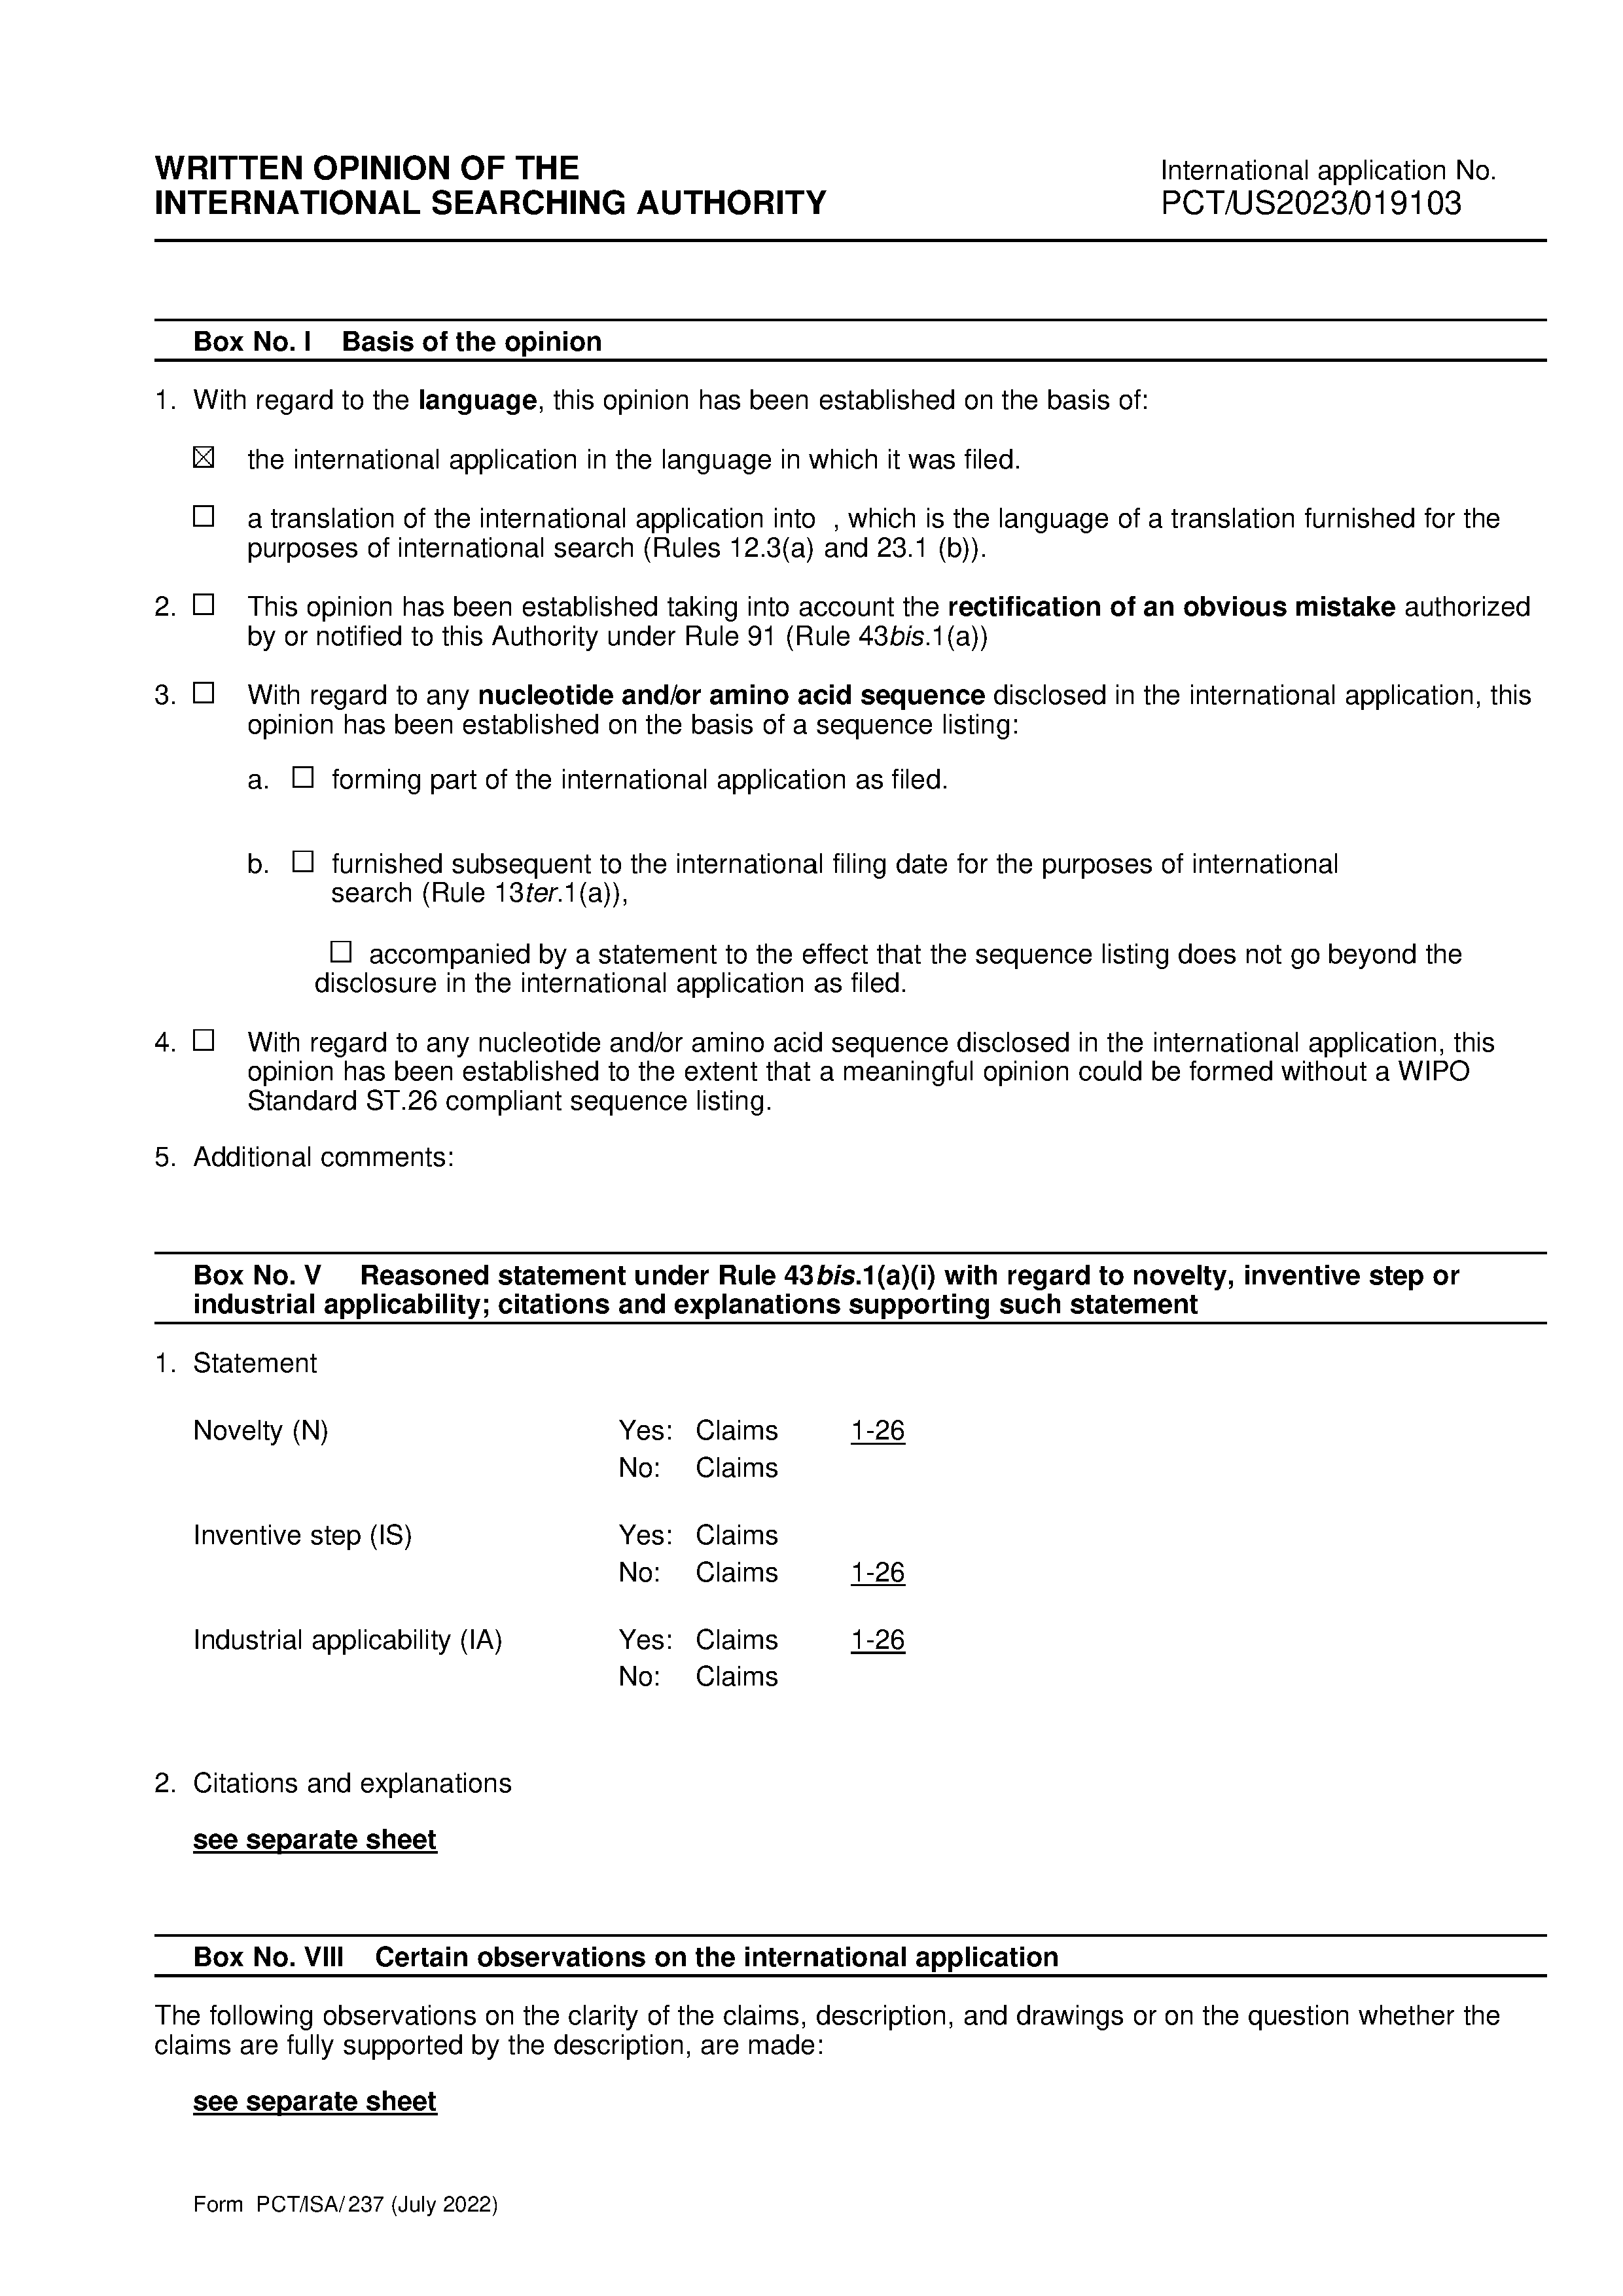 WRITTEN OPINION OF THE
INTERNATIONAL SEARCHING AUTHORITY
International application No.
PCT/US2023/019103
Box No. I Basis of the opinion
1. With regard to the language, this opinion has been established on the basis of:
☒ the international application in the language in which it was filed.
☐ a translation of the international application into , which is the language of a translation furnished for the
purposes of international search (Rules 12.3(a) and 23.1 (b)).
2. ☐ This opinion has been established taking into account the rectification of an obvious mistake authorized
by or notified to this Authority under Rule 91 (Rule 43bis.1(a))
3. ☐ With regard to any nucleotide and/or amino acid sequence disclosed in the international application, this
opinion has been established on the basis of a sequence listing:
a. ☐ forming part of the international application as filed.
b. ☐ furnished subsequent to the international filing date for the purposes of international
search (Rule 13ter.1(a)),
☐ accompanied by a statement to the effect that the sequence listing does not go beyond the
disclosure in the international application as filed.
4. ☐ With regard to any nucleotide and/or amino acid sequence disclosed in the international application, this
opinion has been established to the extent that a meaningful opinion could be formed without a WIPO
Standard ST.26 compliant sequence listing.
5. Additional comments:
Box No. V Reasoned statement under Rule 43bis.1(a)(i) with regard to novelty, inventive step or
industrial applicability; citations and explanations supporting such statement
1. Statement
Novelty (N) Yes: Claims 1-26
No: Claims
Inventive step (IS) Yes: Claims
No: Claims 1-26
Industrial applicability (IA) Yes: Claims 1-26
No: Claims
2. Citations and explanations
see separate sheet
Box No. VIII Certain observations on the international application
The following observations on the clarity of the claims, description, and drawings or on the question whether the
claims are fully supported by the description, are made:
see separate sheet
Form PCT/ISA/237 (July 2022)